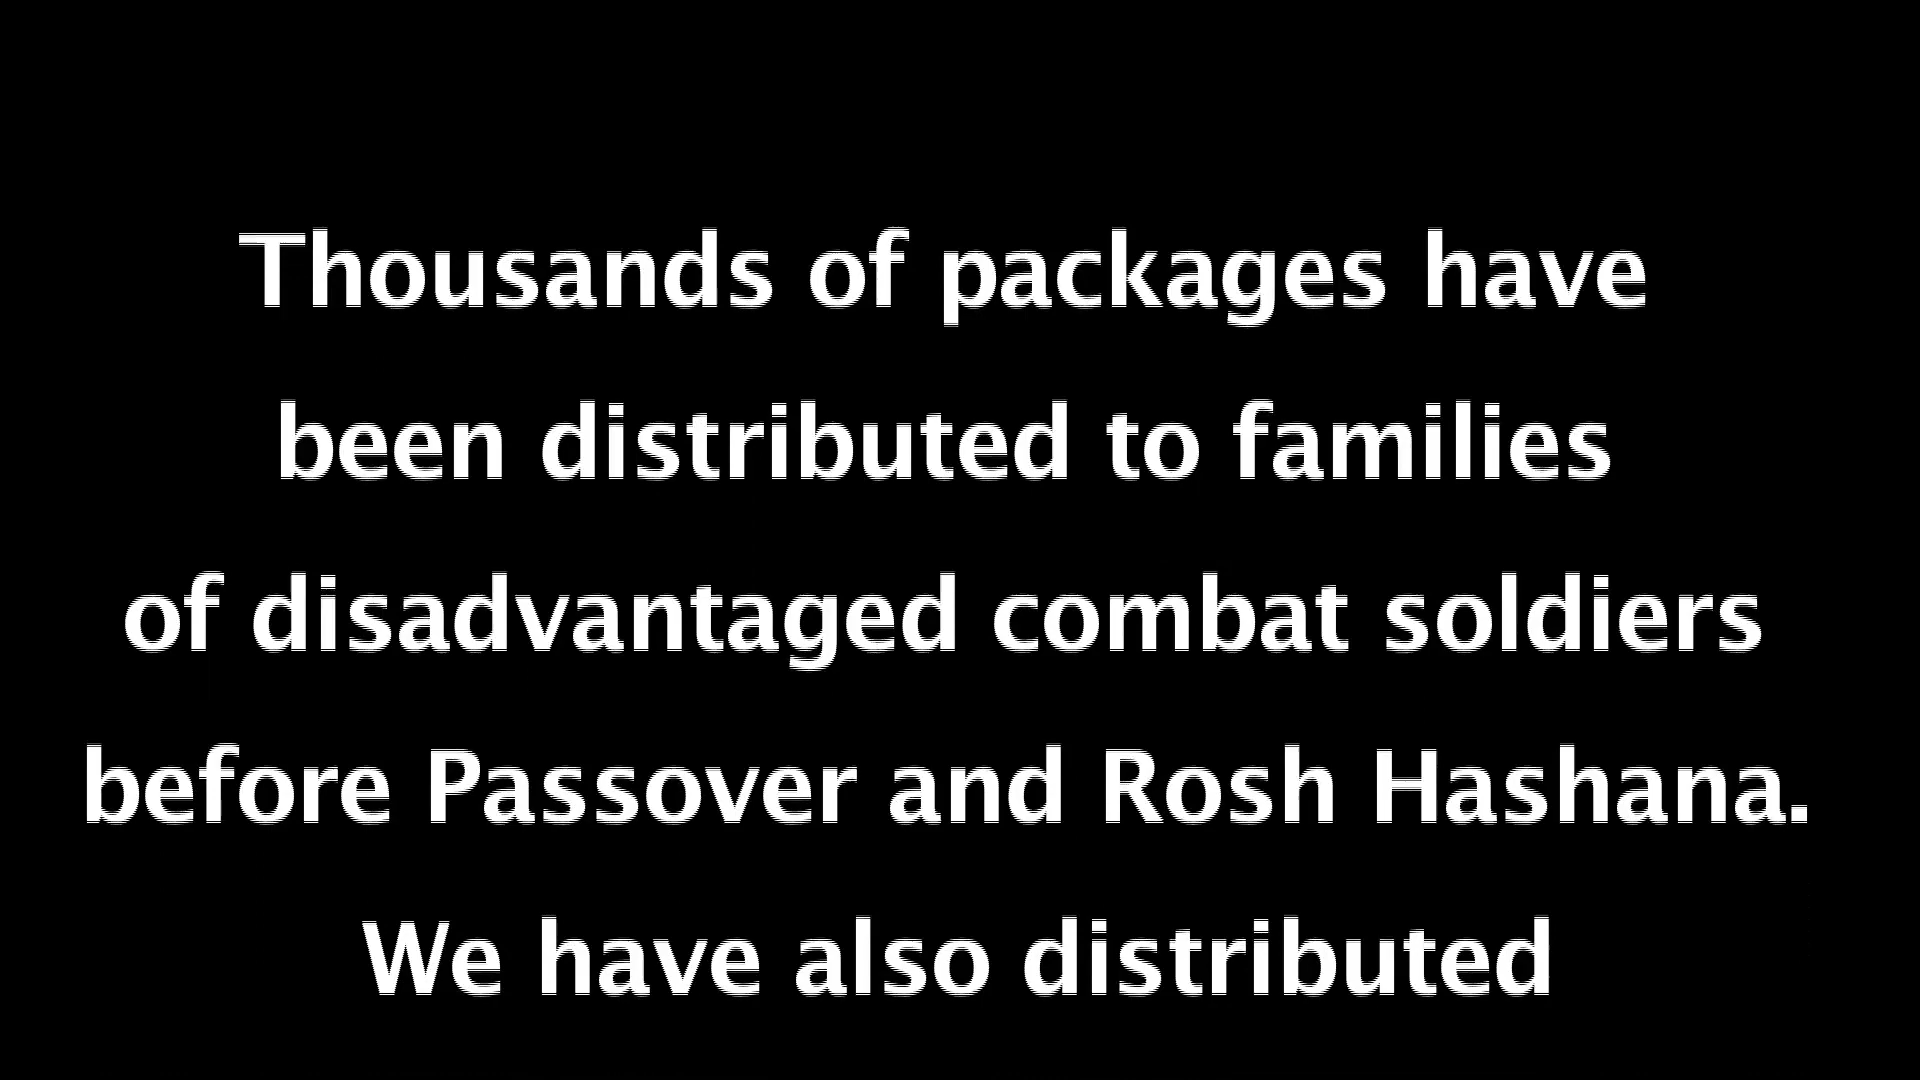 Thousands of packages have
been distributed to families
of disadvantaged combat soldiers
before Passover and Rosh Hashana.
We have also distributed